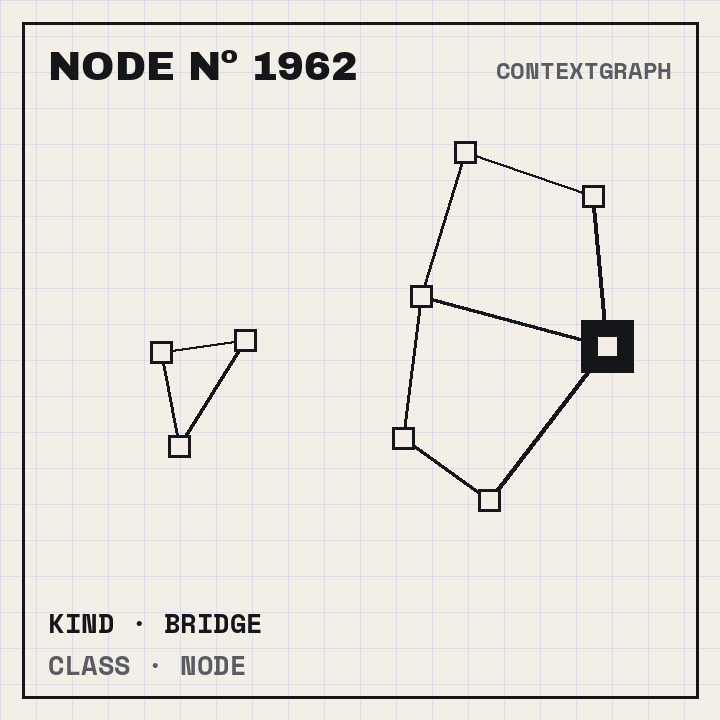 NODE Nº 1962
CONTEXTGRAPH
KIND · BRIDGE
CLASS · NODE